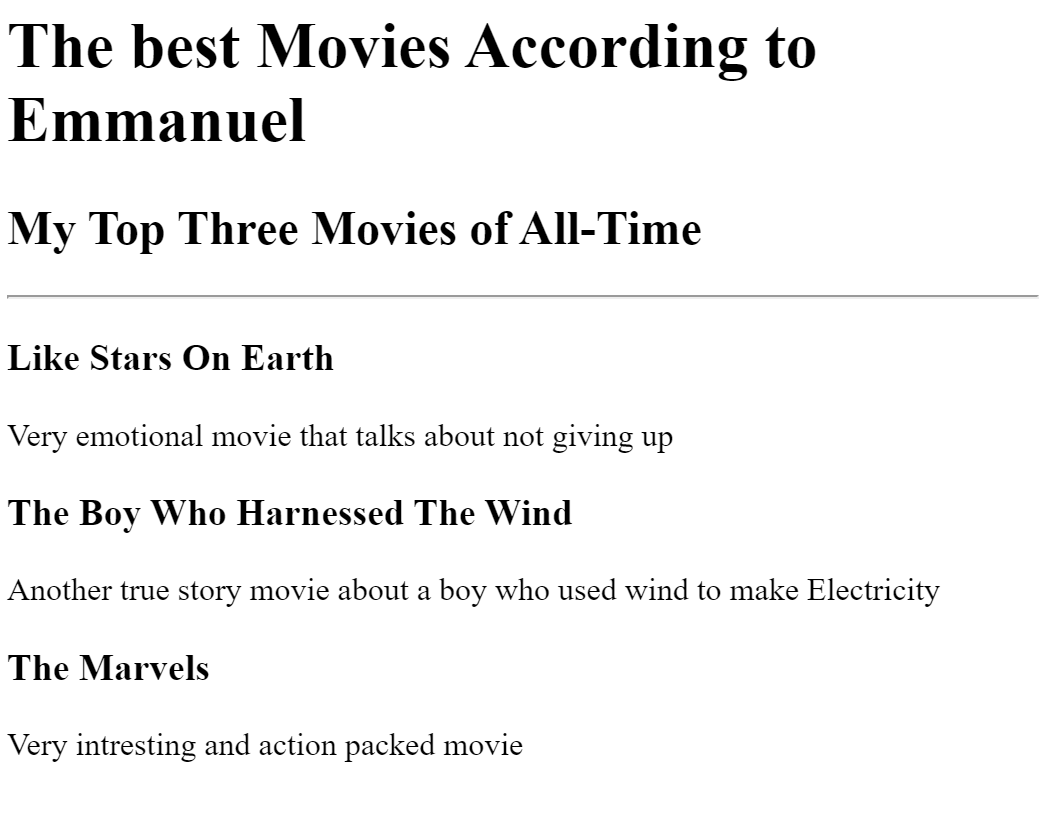 The best Movies According to
Emmanuel
My Top Three Movies of All-Time
Like Stars On Earth
Very emotional movie that talks about not giving up
The Boy Who Harnessed The Wind
Another true story movie about a boy who used wind to make Electricity
The Marvels
Very intresting and action packed movie